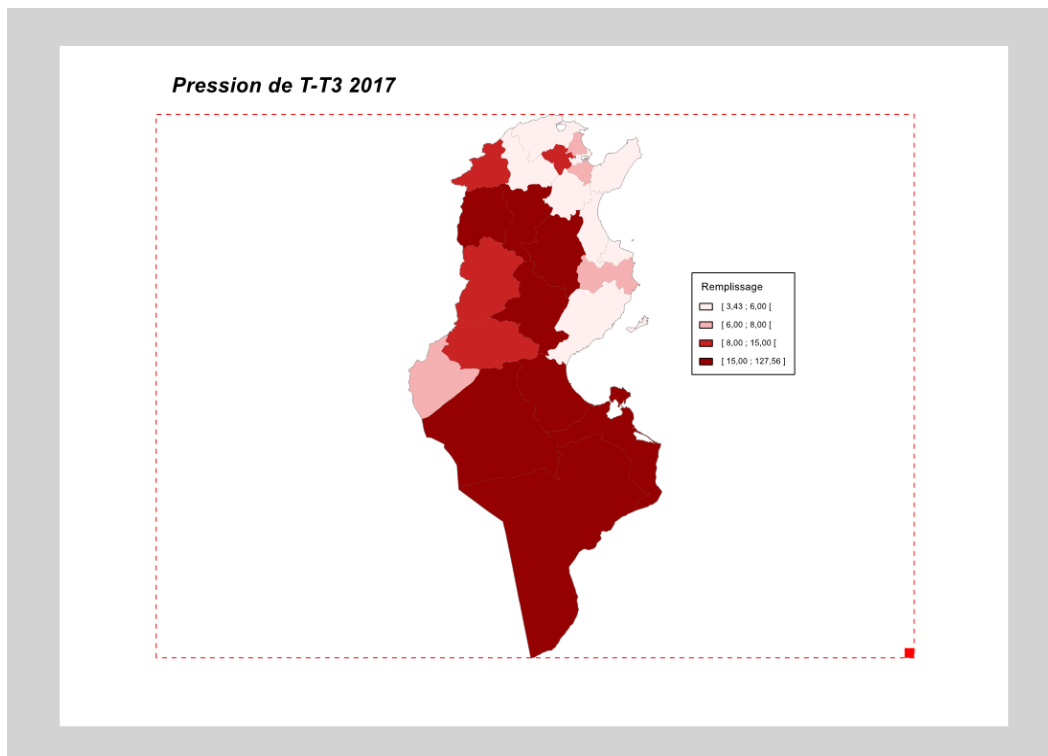 Pression de T-T3 2017
Remplissage
[ 3,43 ; 6,00 [
[ 6,00 ; 8,00 [
[ 8,00 ; 15,00 [
[ 15,00 ; 127,56 ]